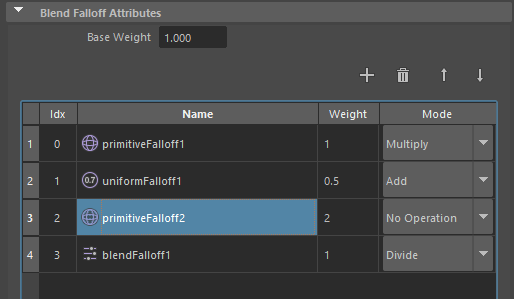 Blend Falloff Attributes
Base Weight 1.000
Idx Name Weight Mode
1 0 primitiveFalloff1 1 Multiply
2 1 0.7 uniformFalloff1 0.5 Add
3 2 primitiveFalloff2 2 No Operation
4 3 blendFalloff1 1 Divide